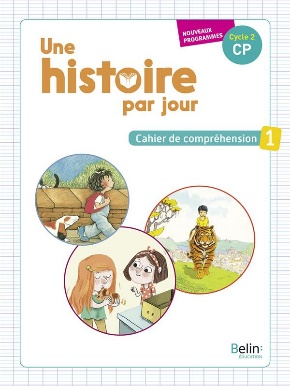 Une
histoire
par jour
NOUVEAUX
PROGRAMMES
Cycle 2
CP
Cahier de compréhension 1
Belin:
ÉDUCATION